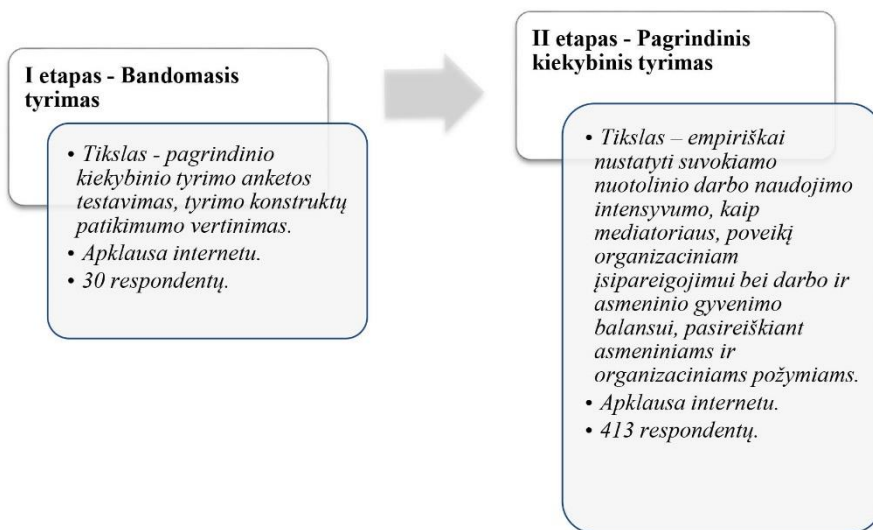 I etapas - Bandomasis
tyrimas
• Tikslas - pagrindinio
kiekybinio tyrimo anketos
testavimas, tyrimo konstruktų
patikimumo vertinimas.
• Apklausa internetu.
• 30 respondentų.
II etapas - Pagrindinis
kiekybinis tyrimas
• Tikslas – empiriškai
nustatyti suvokiamo
nuotolinio darbo naudojimo
intensyvumo, kaip
mediatoriaus, poveikį
organizaciniam
įsipareigojimui bei darbo ir
asmeninio gyvenimo
balansui, pasireiškiant
asmeniniams ir
organizaciniams požymiams.
• Apklausa internetu.
• 413 respondentų.